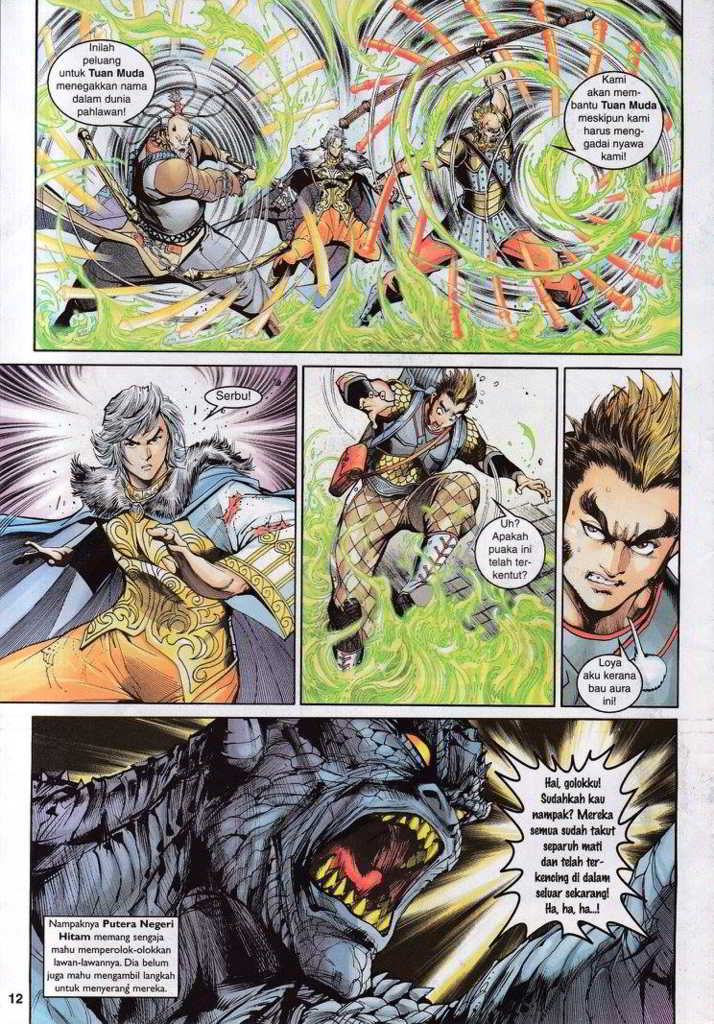 Inilah
peluang
untuk Tuan Muda
menegakkan nama
dalam dunia
pahlawan!
Kami
akan mem-
bantu Tuan Muda
meskipun kami
harus meng-
gadai nyawa
kami!
Serbu!
Uh?
Apakah
puaka ini
telah ter-
kentut?
Loya
aku kerana
bau aura
ini!
Hai, golokku!
Sudahkah kau
nampak? Mereka
semua sudah takut
separuh mati
dan telah ter-
kencing di dalam
seluar sekarang!
Ha, ha, ha...!
Nampaknya Putera Negeri
Hitam memang sengaja
mahu memperolok-olokkan
lawan-lawannya. Dia belum
juga mahu mengambil langkah
untuk menyerang mereka.
12